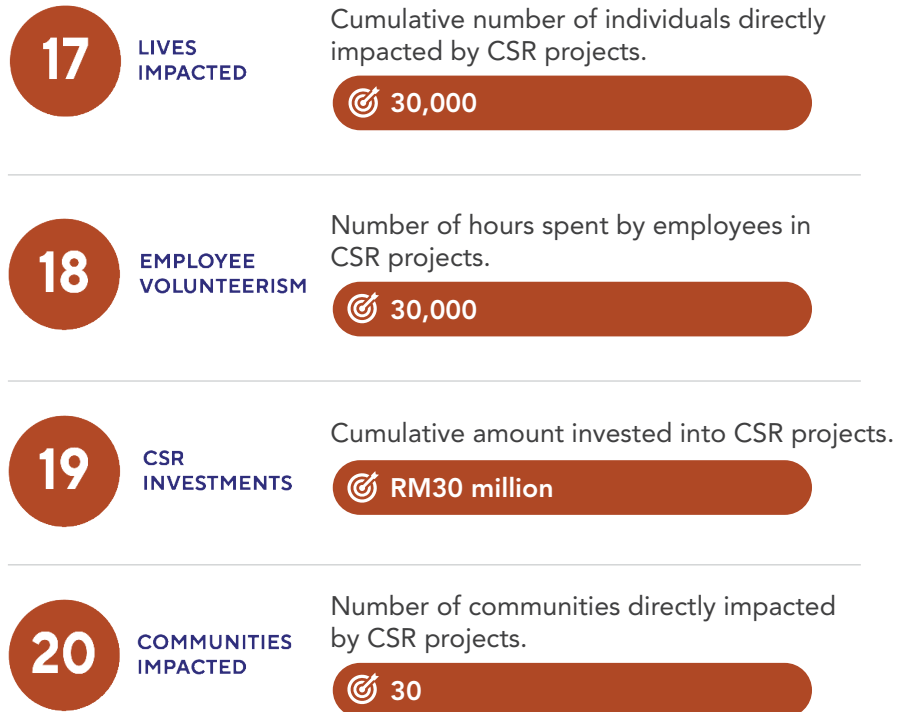 17
LIVES
IMPACTED
Cumulative number of individuals directly
impacted by CSR projects.
30,000
18
EMPLOYEE
VOLUNTEERISM
Number of hours spent by employees in
CSR projects.
30,000
19
CSR
INVESTMENTS
Cumulative amount invested into CSR projects.
RM30 million
20
COMMUNITIES
IMPACTED
Number of communities directly impacted
by CSR projects.
30